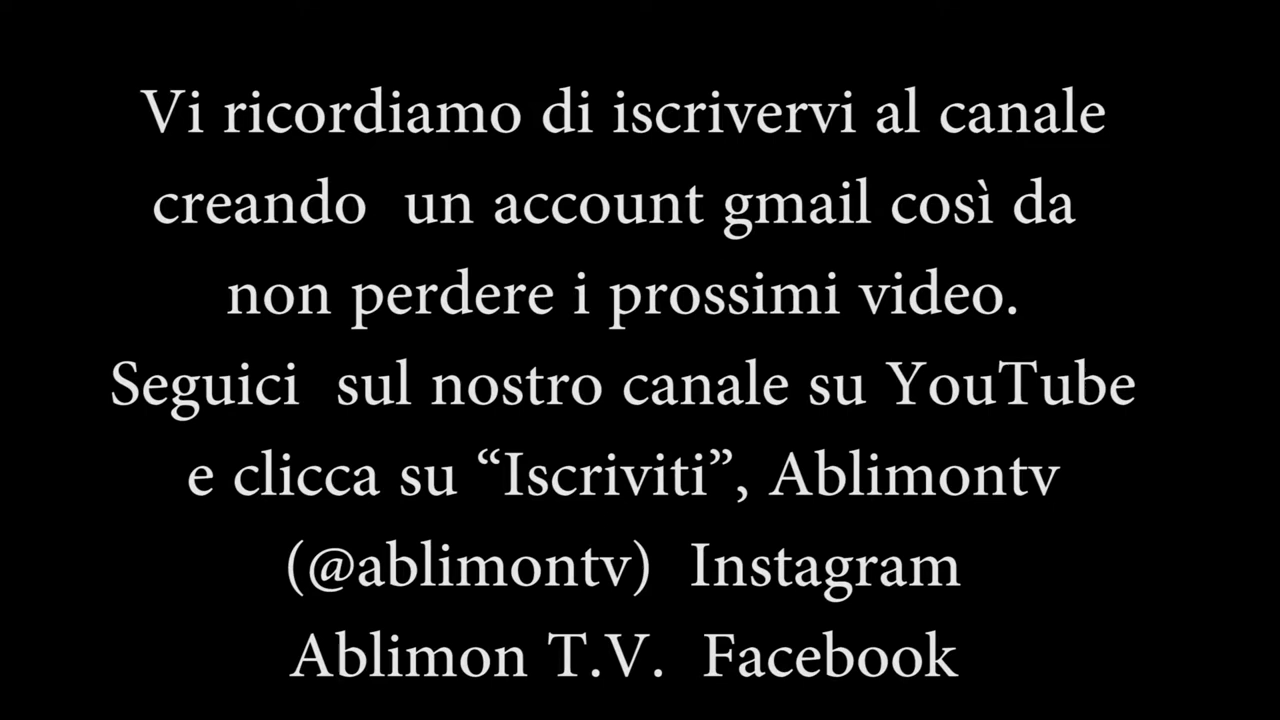 Vi ricordiamo di iscrivervi al canale
creando un account gmail così da
non perdere i prossimi video.
Seguici sul nostro canale su YouTube
e clicca su “Iscriviti”, Ablimontv
(@ablimontv) Instagram
Ablimon T.V. Facebook